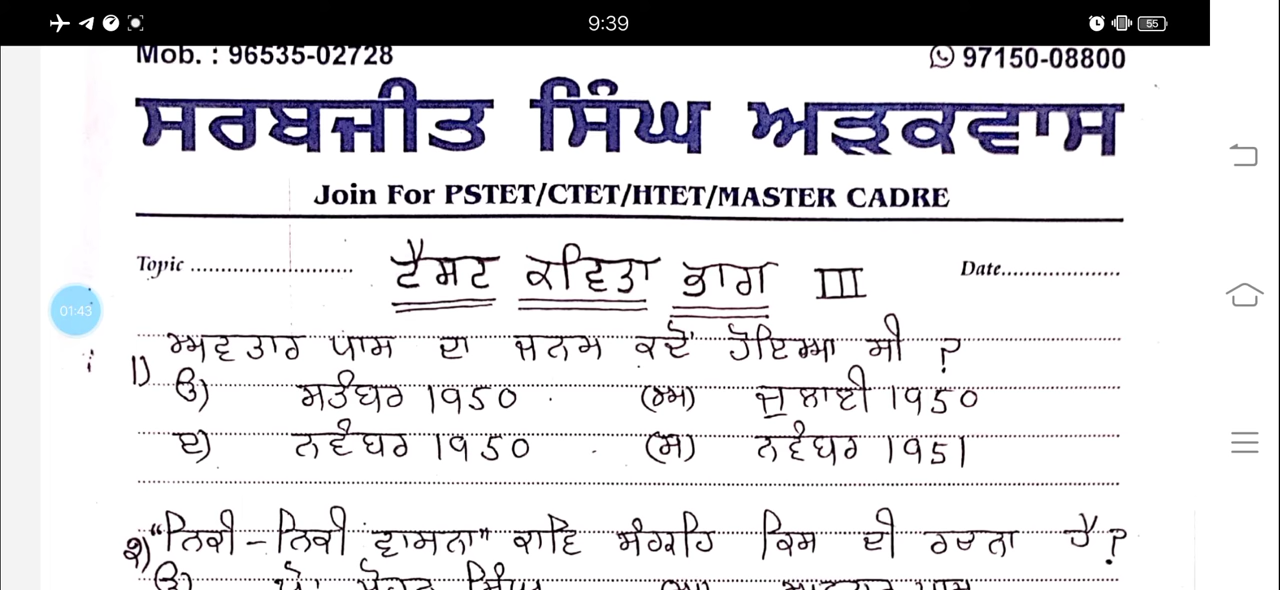 9:39
55
Mob. : 96535-02728 97150-08800
ਸਰਬਜੀਤ ਸਿੰਘ ਅੜਕਵਾਸ
Join For PSTET/CTET/HTET/MASTER CADRE
Topic ........ ਟੈਸਟ ਕਵਿਤਾ ਭਾਗ III Date........
01:43
1) ਅਵਤਾਰ ਪਾਸ ਦਾ ਜਨਮ ਕਦੋਂ ਹੋਇਆ ਸੀ ?
ੳ) ਸਤੰਬਰ 1950 (ਅ) ਜੁਲਾਈ 1950
ੲ) ਨਵੰਬਰ 1950 (ਸ) ਨਵੰਬਰ 1951
2) "ਨਿਕੀ-ਨਿਕੀ ਵਾਸਨਾ" ਕਾਵਿ ਸੰਗ੍ਰਹਿ ਕਿਸ ਦੀ ਰਚਨਾ ਹੈ ?